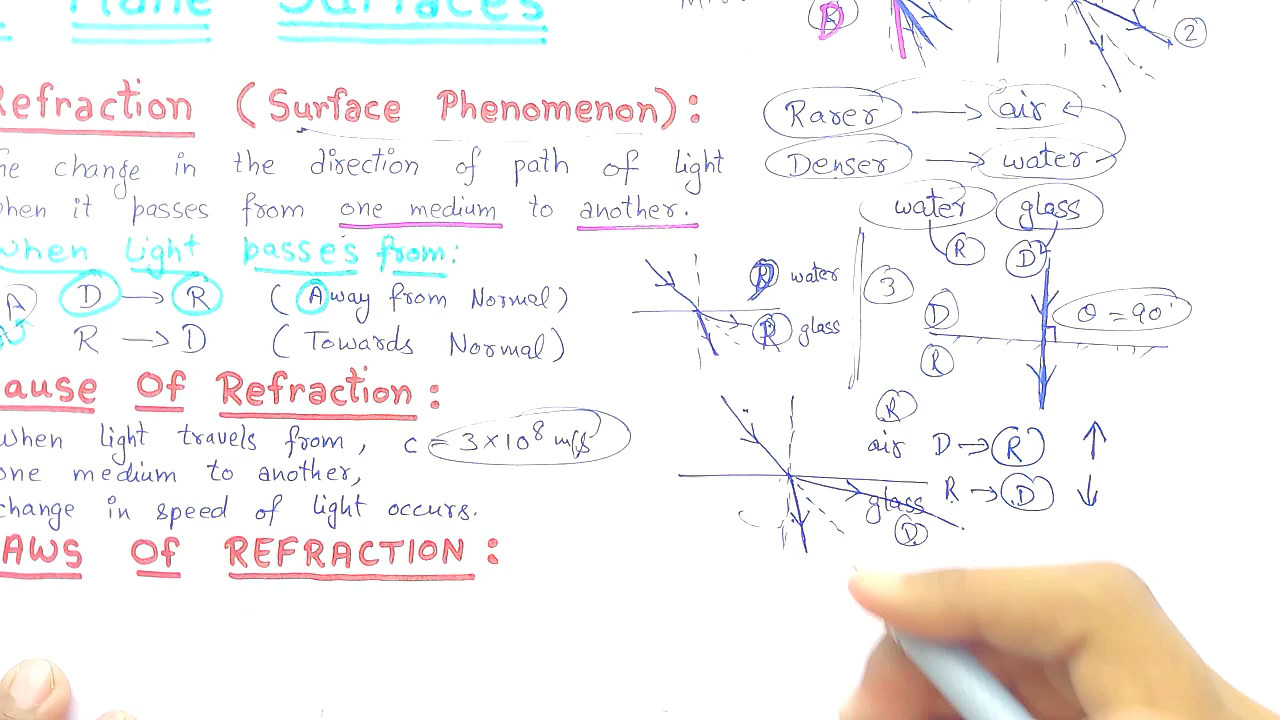 Plane Surfaces
Refraction (Surface Phenomenon):
he change in the direction of path of light
when it passes from one medium to another.
when Light passes from:
A D → R (Away from Normal)
R → D (Towards Normal)
ause Of Refraction:
when light travels from, c = 3×10⁸ m/s
one medium to another,
change in speed of light occurs.
AWS Of REFRACTION:
R
2
Rarer → air
Denser → water
water glass
R D
R water
glass
3
D
R
θ = 90°
R
air D → R ↑
glass R → D ↓
D